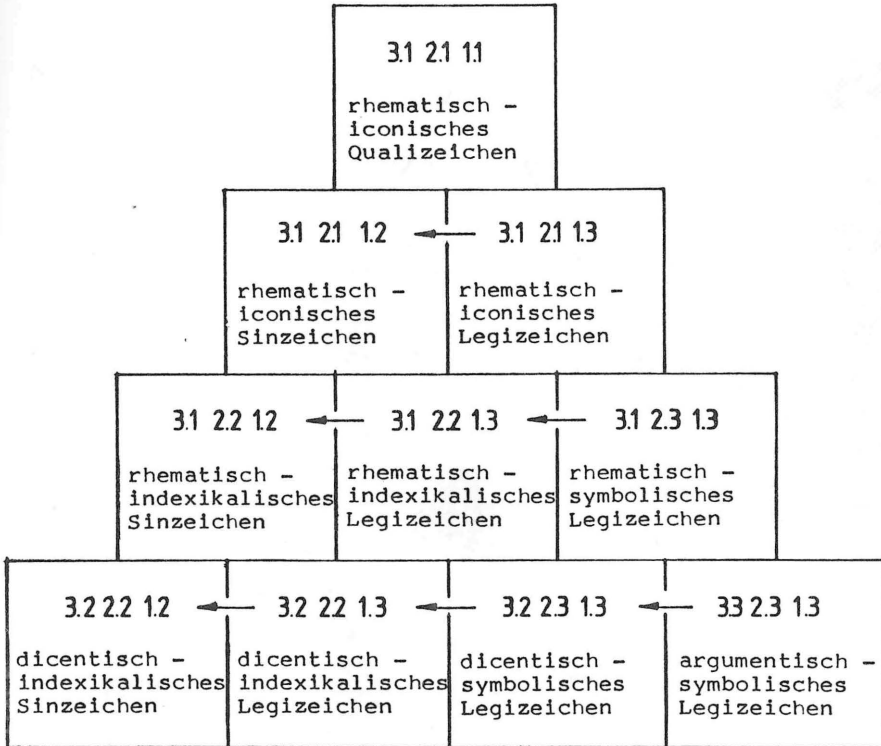 3.1 2.1 1.1
rhematisch -
iconisches
Qualizeichen
3.1 2.1 1.2
rhematisch -
iconisches
Sinzeichen
3.1 2.1 1.3
rhematisch -
iconisches
Legizeichen
3.1 2.2 1.2
rhematisch -
indexikalisches
Sinzeichen
3.1 2.2 1.3
rhematisch -
indexikalisches
Legizeichen
3.1 2.3 1.3
rhematisch -
symbolisches
Legizeichen
3.2 2.2 1.2
dicentisch -
indexikalisches
Sinzeichen
3.2 2.2 1.3
dicentisch -
indexikalisches
Legizeichen
3.2 2.3 1.3
dicentisch -
symbolisches
Legizeichen
3.3 2.3 1.3
argumentisch -
symbolisches
Legizeichen